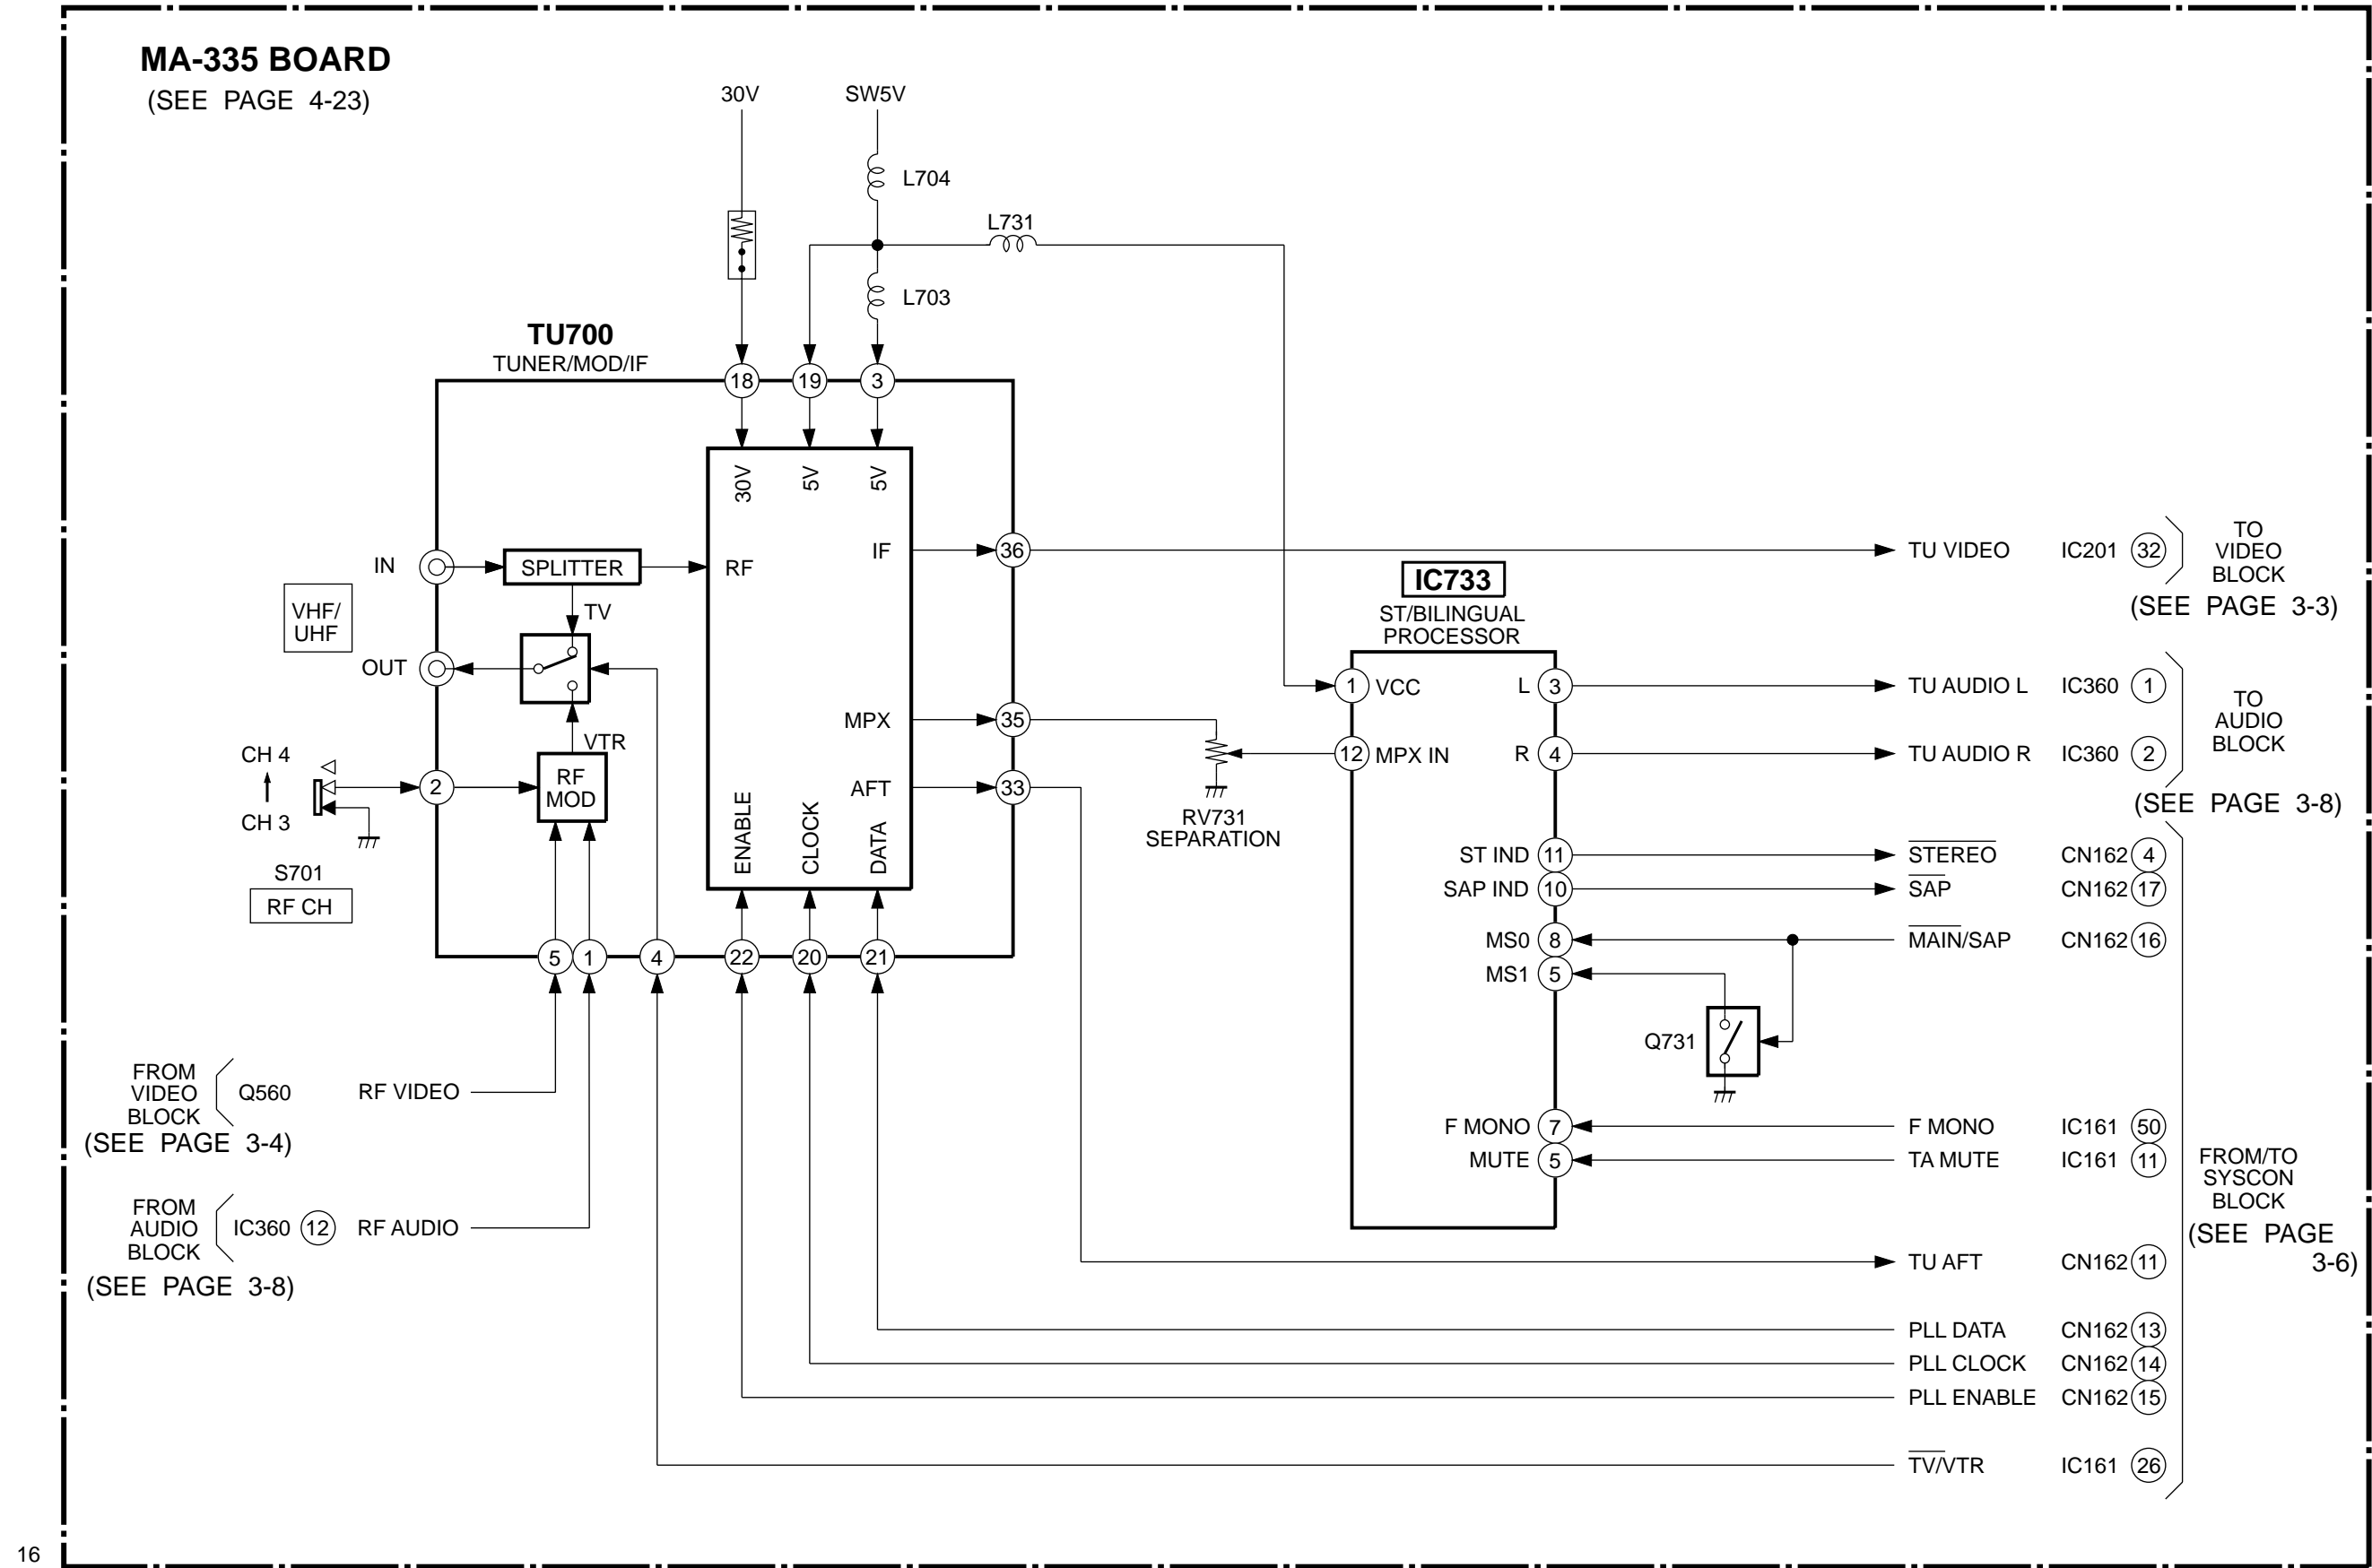 MA-335 BOARD
(SEE PAGE 4-23)
30V
SW5V
L704
L731
L703
TU700
TUNER/MOD/IF
18
19
3
30V
5V
5V
IN
SPLITTER
RF
IF
36
TU VIDEO
IC201
32
TO
VIDEO
BLOCK
(SEE PAGE 3-3)
VHF/
UHF
TV
OUT
IC733
ST/BILINGUAL
PROCESSOR
1
VCC
L
3
TU AUDIO L
IC360
1
TO
AUDIO
BLOCK
MPX
35
12
MPX IN
R
4
TU AUDIO R
IC360
2
(SEE PAGE 3-8)
VTR
CH 4
CH 3
2
RF
MOD
AFT
33
RV731
SEPARATION
S701
RF CH
ENABLE
CLOCK
DATA
ST IND
11
STEREO
CN162
4
SAP IND
10
SAP
CN162
17
MS0
8
MAIN/SAP
CN162
16
MS1
5
Q731
5
1
4
22
20
21
FROM
VIDEO
BLOCK
Q560
RF VIDEO
(SEE PAGE 3-4)
F MONO
7
F MONO
IC161
50
MUTE
5
TA MUTE
IC161
11
FROM/TO
SYSCON
BLOCK
(SEE PAGE
3-6)
FROM
AUDIO
BLOCK
IC360
12
RF AUDIO
(SEE PAGE 3-8)
TU AFT
CN162
11
PLL DATA
CN162
13
PLL CLOCK
CN162
14
PLL ENABLE
CN162
15
TV/VTR
IC161
26
16